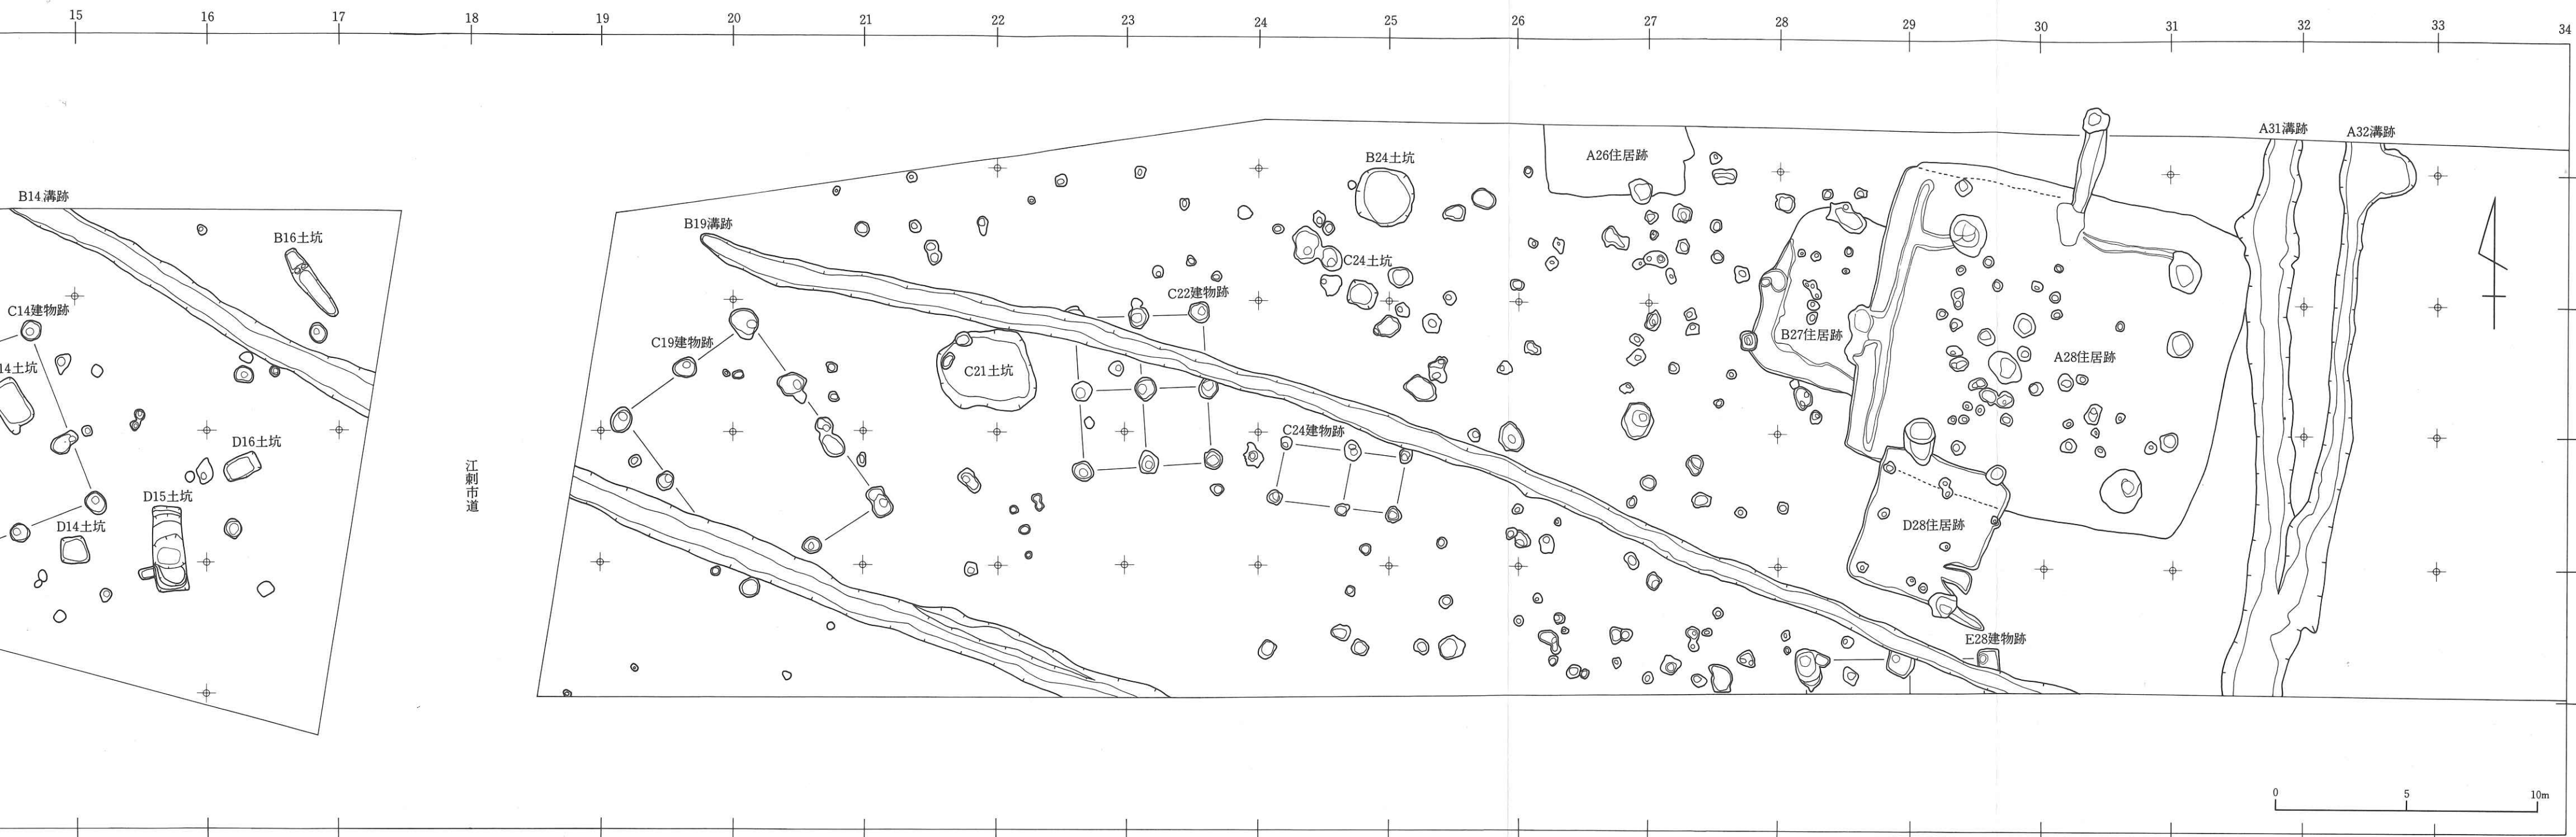 15 16 17 18 19 20 21 22 23 24 25 26 27 28 29 30 31 32 33 34
B14溝跡
B16土坑
C14建物跡
14土坑
D16土坑
D15土坑
D14土坑
江刺市道
B19溝跡
C19建物跡
C21土坑
C22建物跡
B24土坑
C24土坑
C24建物跡
A26住居跡
B27住居跡
A28住居跡
D28住居跡
E28建物跡
A31溝跡
A32溝跡
0 5 10m